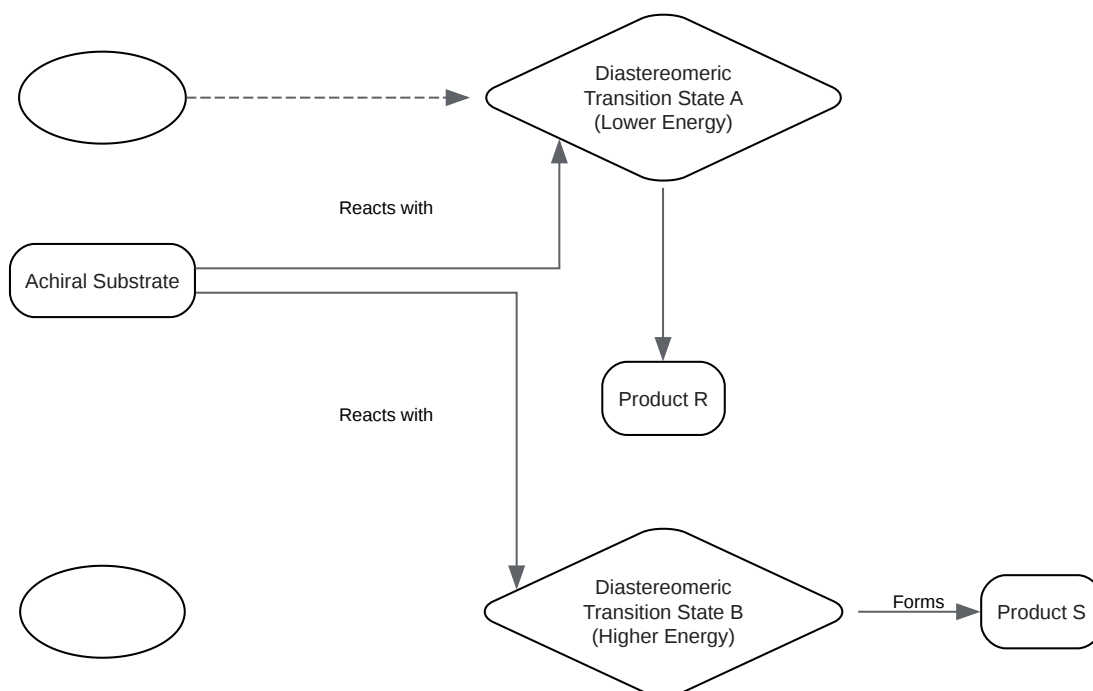 Diastereomeric
Transition State A
(Lower Energy)
Reacts with
Achiral Substrate
Product R
Reacts with
Diastereomeric
Transition State B
(Higher Energy)
Forms
Product S